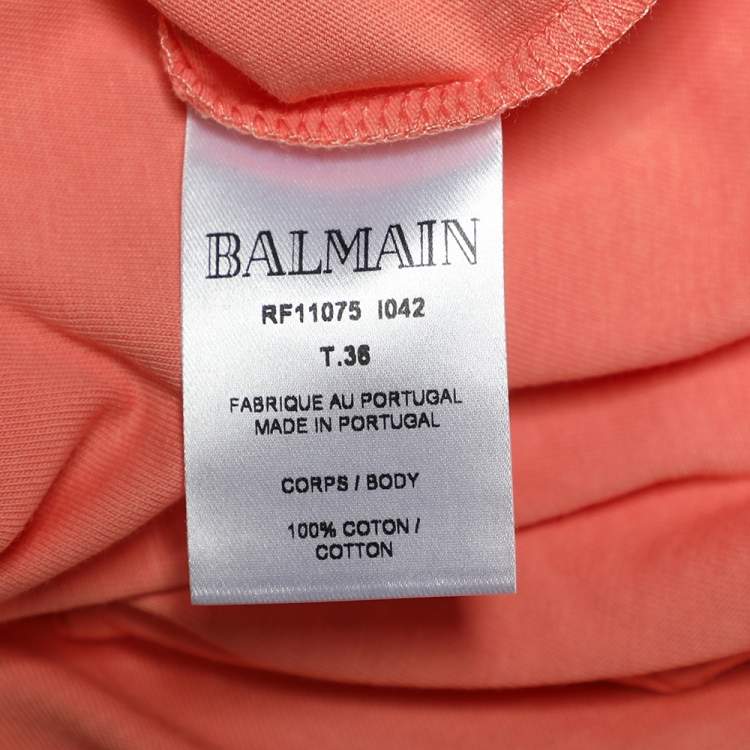 BALMAIN
RF11075 I042
T.36
FABRIQUE AU PORTUGAL
MADE IN PORTUGAL
CORPS / BODY
100% COTON /
COTTON